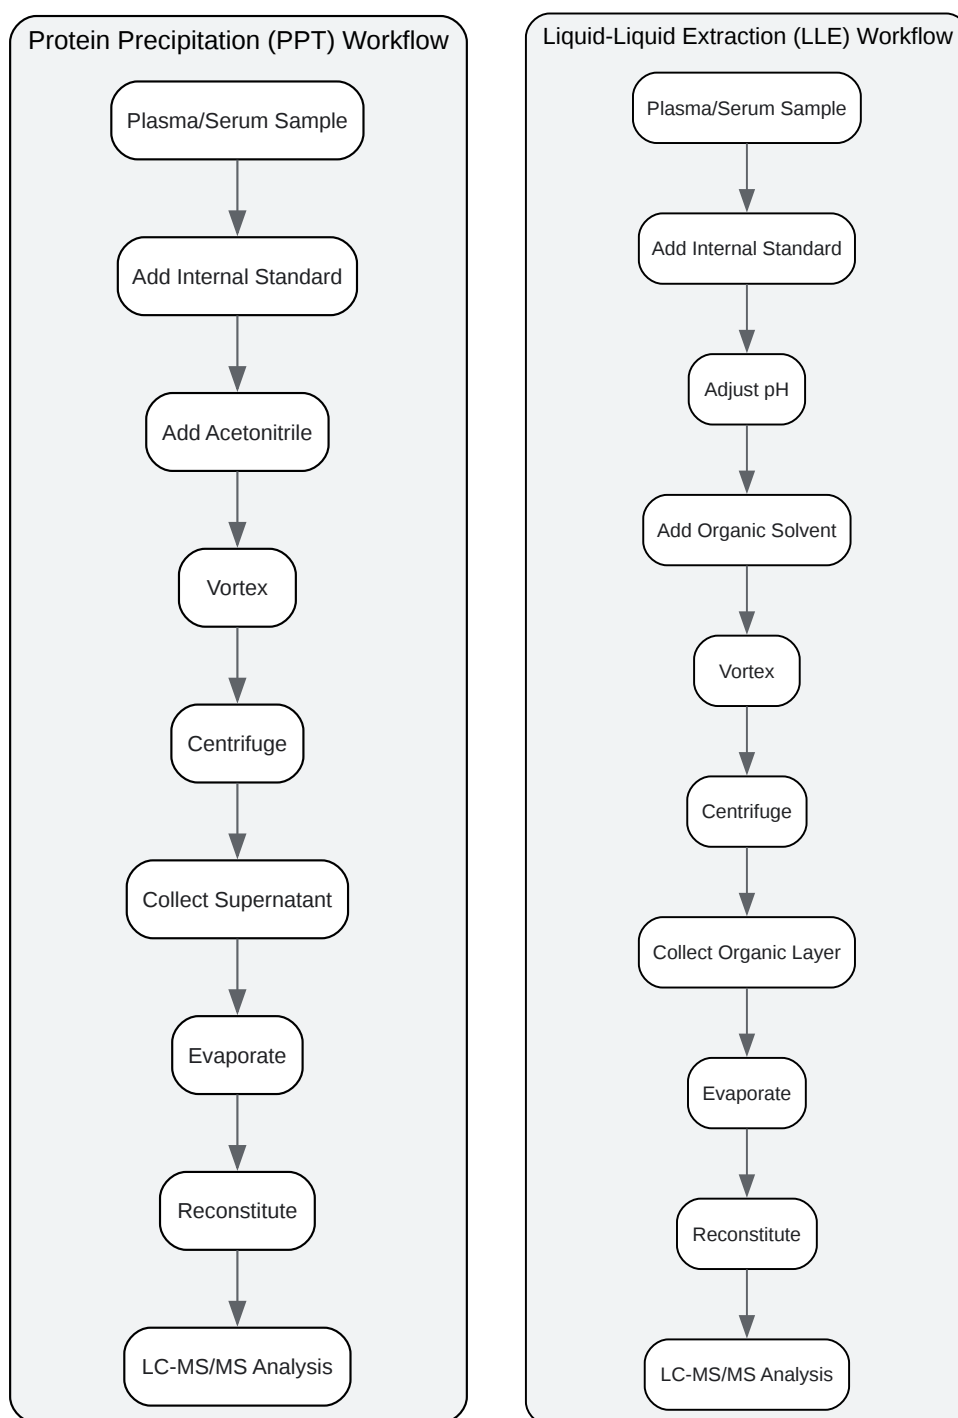 Protein Precipitation (PPT) Workflow
Plasma/Serum Sample
Add Internal Standard
Add Acetonitrile
Vortex
Centrifuge
Collect Supernatant
Evaporate
Reconstitute
LC-MS/MS Analysis
Liquid-Liquid Extraction (LLE) Workflow
Plasma/Serum Sample
Add Internal Standard
Adjust pH
Add Organic Solvent
Vortex
Centrifuge
Collect Organic Layer
Evaporate
Reconstitute
LC-MS/MS Analysis